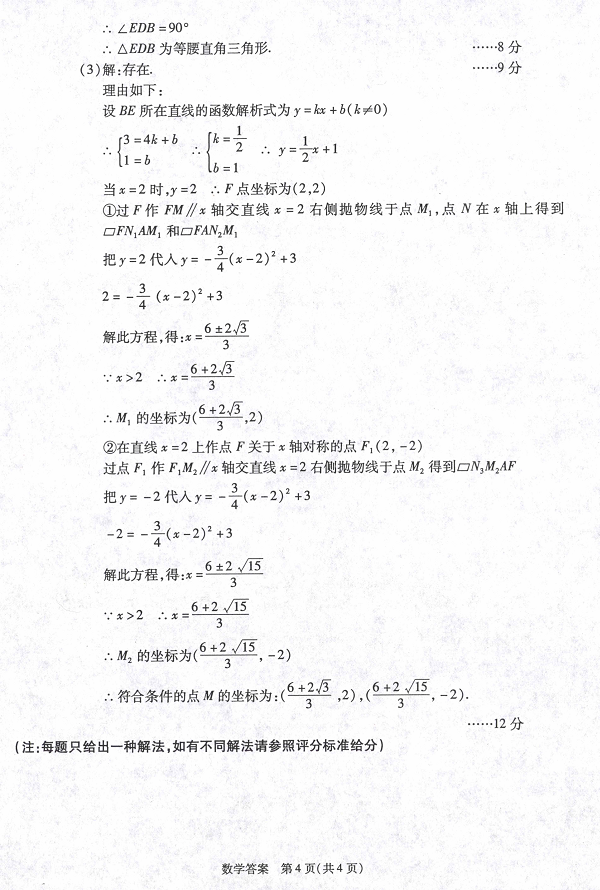 ∴ ∠EDB=90°
∴ △EDB 为等腰直角三角形. ……8 分
(3)解:存在. ……9 分
理由如下:
设 BE 所在直线的函数解析式为 y=kx+b(k≠0)
∴ {3=4k+b 1=b ∴ {k=1/2 b=1 ∴ y=1/2x+1
当 x=2 时,y=2 ∴ F 点坐标为(2,2)
①过 F 作 FM∥x 轴交直线 x=2 右侧抛物线于点 M₁,点 N 在 x 轴上得到
▱FN₁AM₁ 和▱FAN₂M₁
把 y=2 代入 y=-3/4(x-2)²+3
2=-3/4 (x-2)²+3
解此方程,得:x=(6±2√3)/3
∵ x>2 ∴ x=(6+2√3)/3
∴ M₁ 的坐标为((6+2√3)/3,2)
②在直线 x=2 上作点 F 关于 x 轴对称的点 F₁(2,-2)
过点 F₁ 作 F₁M₂∥x 轴交直线 x=2 右侧抛物线于点 M₂ 得到▱N₃M₂AF
把 y=-2 代入 y=-3/4(x-2)²+3
-2=-3/4(x-2)²+3
解此方程,得:x=(6±2√15)/3
∵ x>2 ∴ x=(6+2√15)/3
∴ M₂ 的坐标为((6+2√15)/3,-2)
∴ 符合条件的点 M 的坐标为:((6+2√3)/3,2),((6+2√15)/3,-2).
……12 分
(注:每题只给出一种解法,如有不同解法请参照评分标准给分)
数学答案 第 4 页(共 4 页)